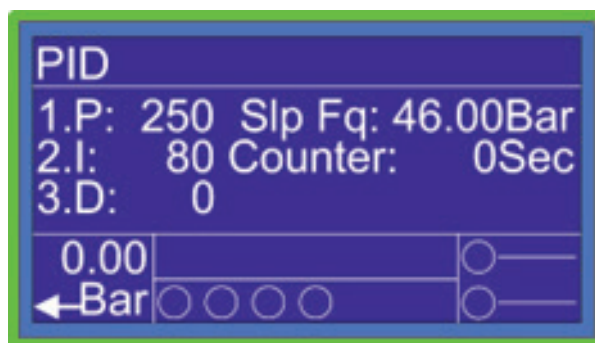 PID
1.P: 250 Slp Fq: 46.00Bar
2.I: 80 Counter: 0Sec
3.D: 0
0.00
Bar